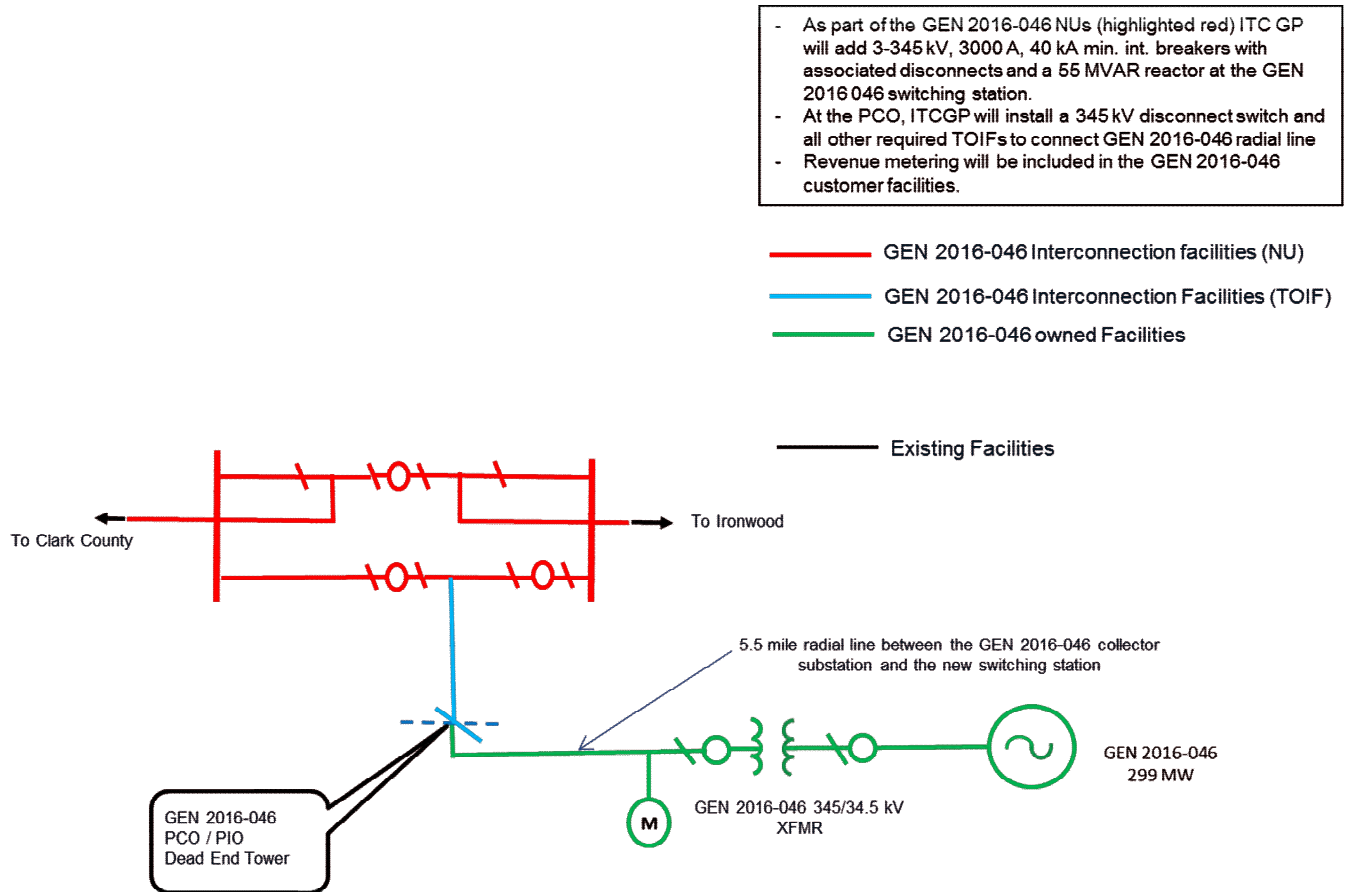 - As part of the GEN 2016-046 NUs (highlighted red) ITC GP
will add 3-345 kV, 3000 A, 40 kA min. int. breakers with
associated disconnects and a 55 MVAR reactor at the GEN
2016 046 switching station.
- At the PCO, ITCGP will install a 345 kV disconnect switch and
all other required TOIFs to connect GEN 2016-046 radial line
- Revenue metering will be included in the GEN 2016-046
customer facilities.
GEN 2016-046 Interconnection facilities (NU)
GEN 2016-046 Interconnection Facilities (TOIF)
GEN 2016-046 owned Facilities
Existing Facilities
To Clark County
To Ironwood
5.5 mile radial line between the GEN 2016-046 collector
substation and the new switching station
GEN 2016-046
299 MW
GEN 2016-046 345/34.5 kV
XFMR
M
GEN 2016-046
PCO / PIO
Dead End Tower